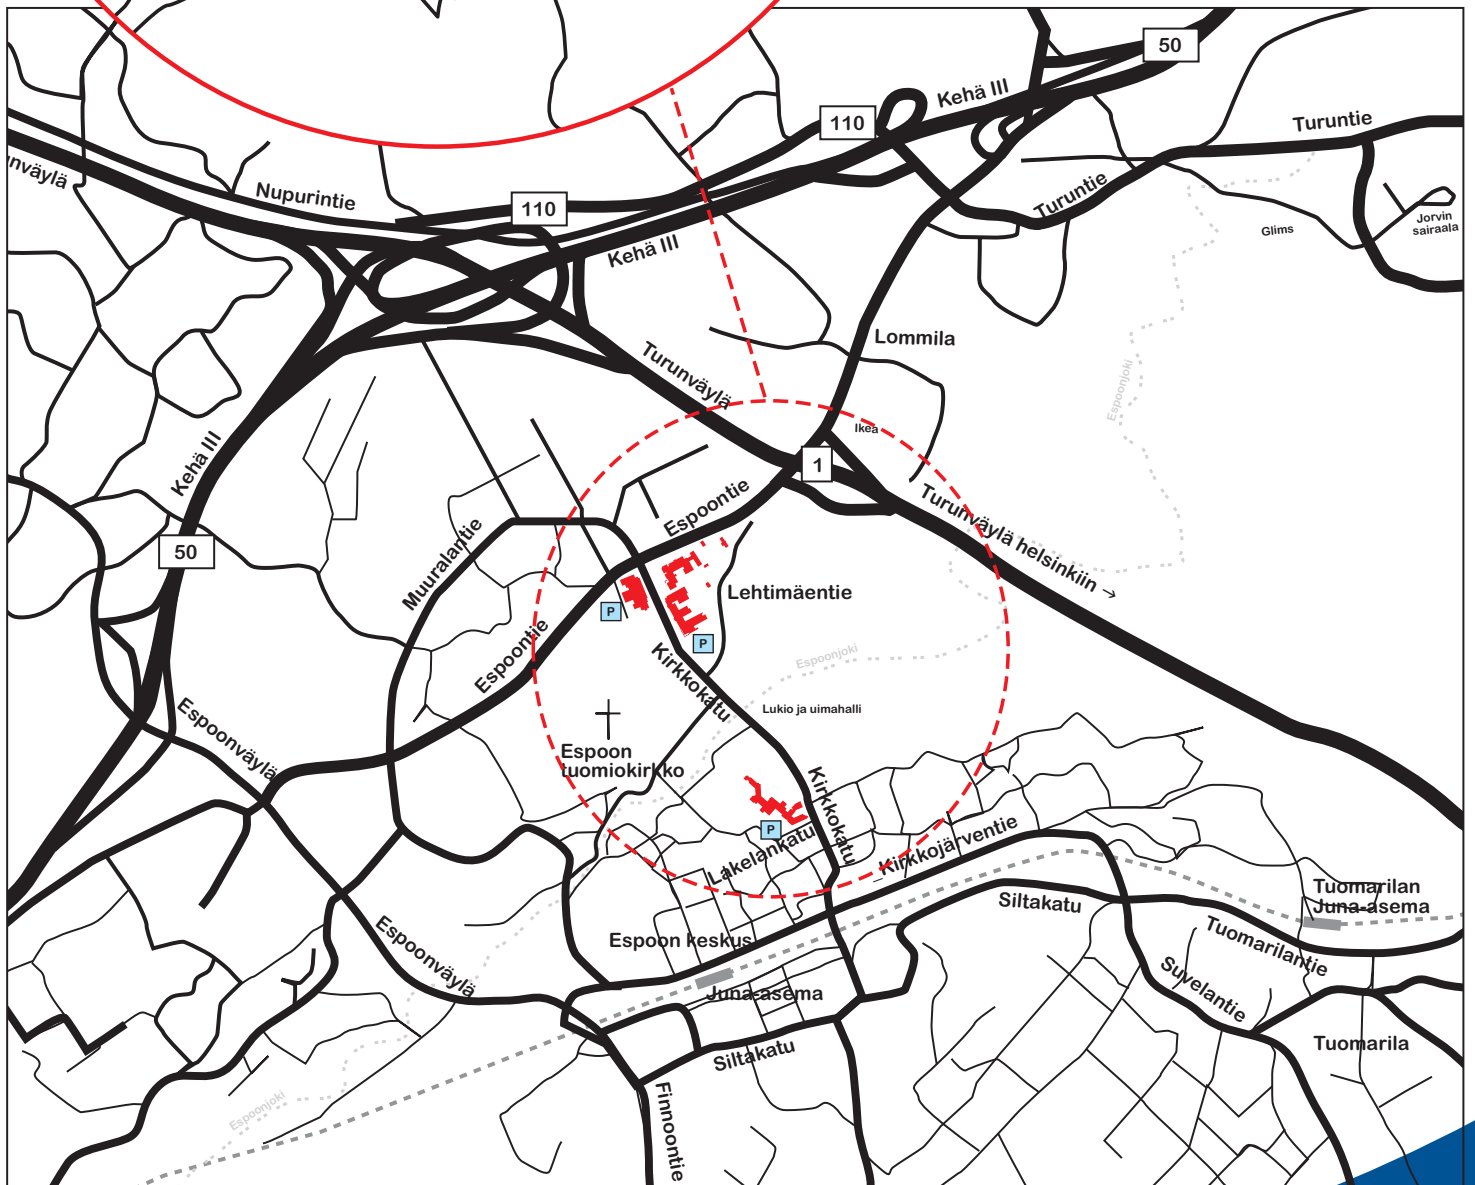 50
Kehä III
110
Turuntie
nväylä
Nupurintie
110
Turuntie
Jorvin
sairaala
Glims
Kehä III
Lommila
Turunväylä
Espoonjoki
Ikea
Kehä III
1
Espoontie
Turunväylä helsinkiin →
50
Muuralantie
Lehtimäentie
P
P
Espoontie
Kirkkokatu
Espoonjoki
Lukio ja uimahalli
Espoonväylä
Espoon
tuomiokirkko
Kirkkokatu
P
Lakelankatu
Kirkkojärventie
Tuomarilan
Juna-asema
Siltakatu
Espoon keskus
Espoonväylä
Tuomarilantie
Suvelantie
Juna-asema
Siltakatu
Tuomarila
Espoonjoki
Finnoontie